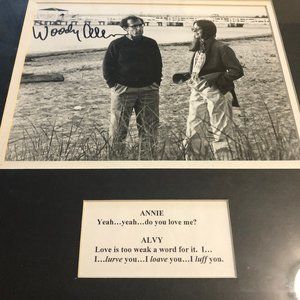 Woody Allen
ANNIE
Yeah…yeah…do you love me?
ALVY
Love is too weak a word for it. I…
I…lurve you…I loave you…I luff you.